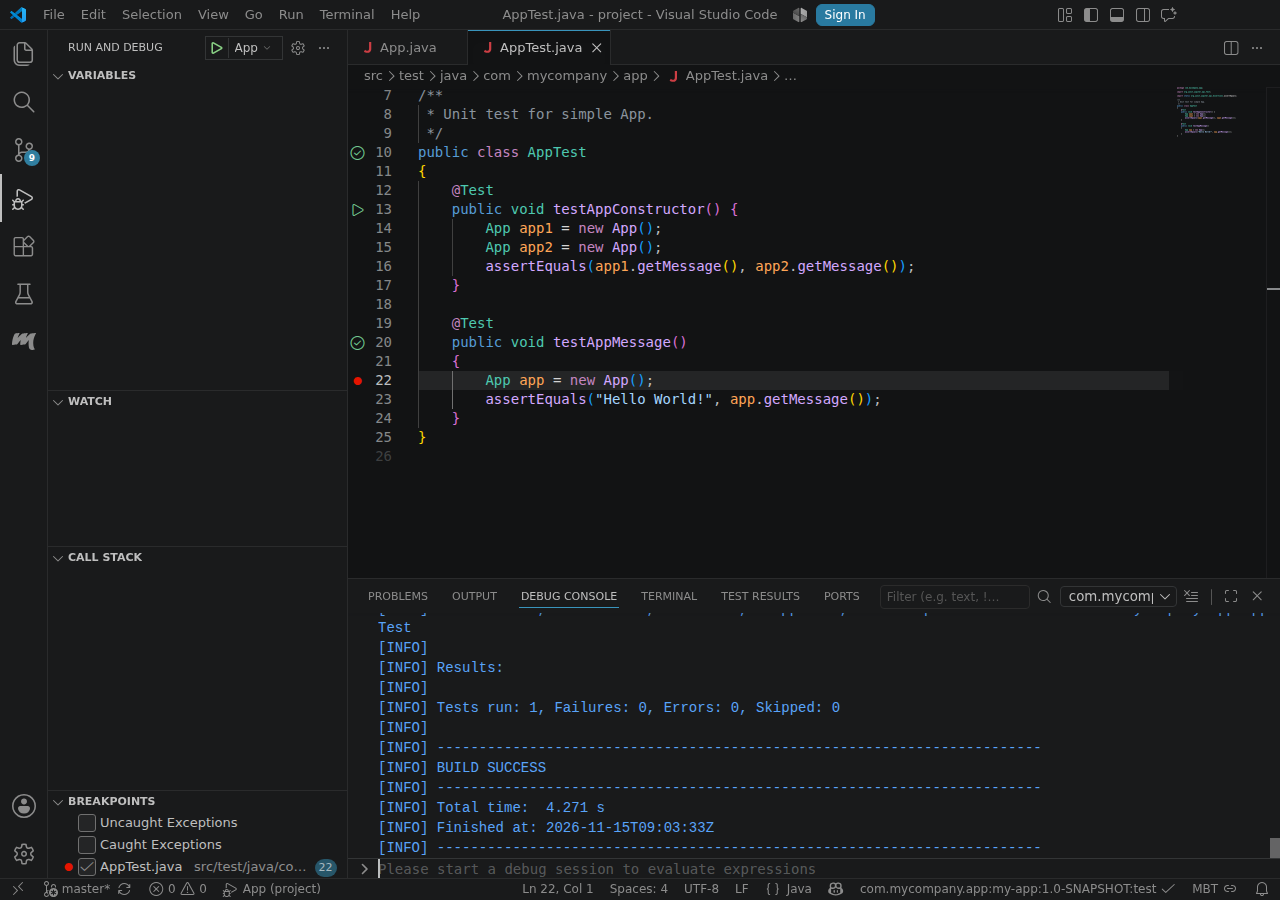 File Edit Selection View Go Run Terminal Help AppTest.java - project - Visual Studio Code Sign In
RUN AND DEBUG App
App.java AppTest.java
VARIABLES
src test java com mycompany app AppTest.java …
7 /**
8 * Unit test for simple App.
9 */
10 public class AppTest
11 {
12 @Test
13 public void testAppConstructor() {
14 App app1 = new App();
15 App app2 = new App();
16 assertEquals(app1.getMessage(), app2.getMessage());
17 }
18
19 @Test
20 public void testAppMessage()
21 {
22 App app = new App();
23 assertEquals("Hello World!", app.getMessage());
24 }
25 }
26
9
WATCH
CALL STACK
BREAKPOINTS
Uncaught Exceptions
Caught Exceptions
AppTest.java src/test/java/co... 22
PROBLEMS OUTPUT DEBUG CONSOLE TERMINAL TEST RESULTS PORTS Filter (e.g. text, !... com.mycomp
Test
[INFO]
[INFO] Results:
[INFO]
[INFO] Tests run: 1, Failures: 0, Errors: 0, Skipped: 0
[INFO]
[INFO] ------------------------------------------------------------------------
[INFO] BUILD SUCCESS
[INFO] ------------------------------------------------------------------------
[INFO] Total time:  4.271 s
[INFO] Finished at: 2026-11-15T09:03:33Z
[INFO] ------------------------------------------------------------------------
Please start a debug session to evaluate expressions
master* 0 0 App (project) Ln 22, Col 1 Spaces: 4 UTF-8 LF { } Java com.mycompany.app:my-app:1.0-SNAPSHOT:test MBT